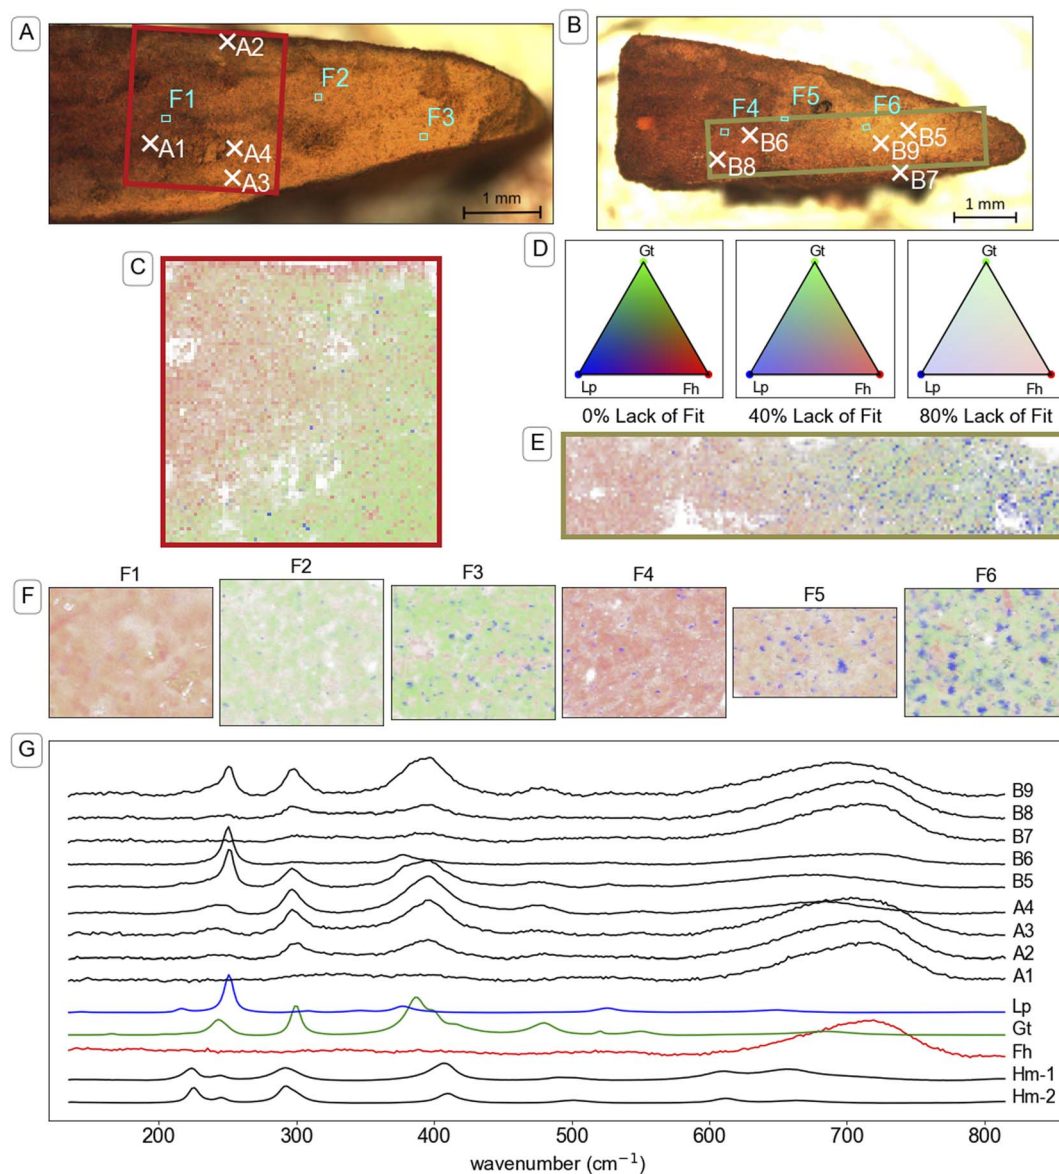 A
A2
F1
F2
F3
A1
A4
A3
1 mm
B
F4
F5
F6
B6
B5
B9
B8
B7
1 mm
C
D
Gt
Gt
Gt
Lp
Fh
Lp
Fh
Lp
Fh
0% Lack of Fit
40% Lack of Fit
80% Lack of Fit
E
F
F1
F2
F3
F4
F5
F6
G
B9
B8
B7
B6
B5
A4
A3
A2
A1
Lp
Gt
Fh
Hm-1
Hm-2
200
300
400
500
600
700
800
wavenumber (cm⁻¹)